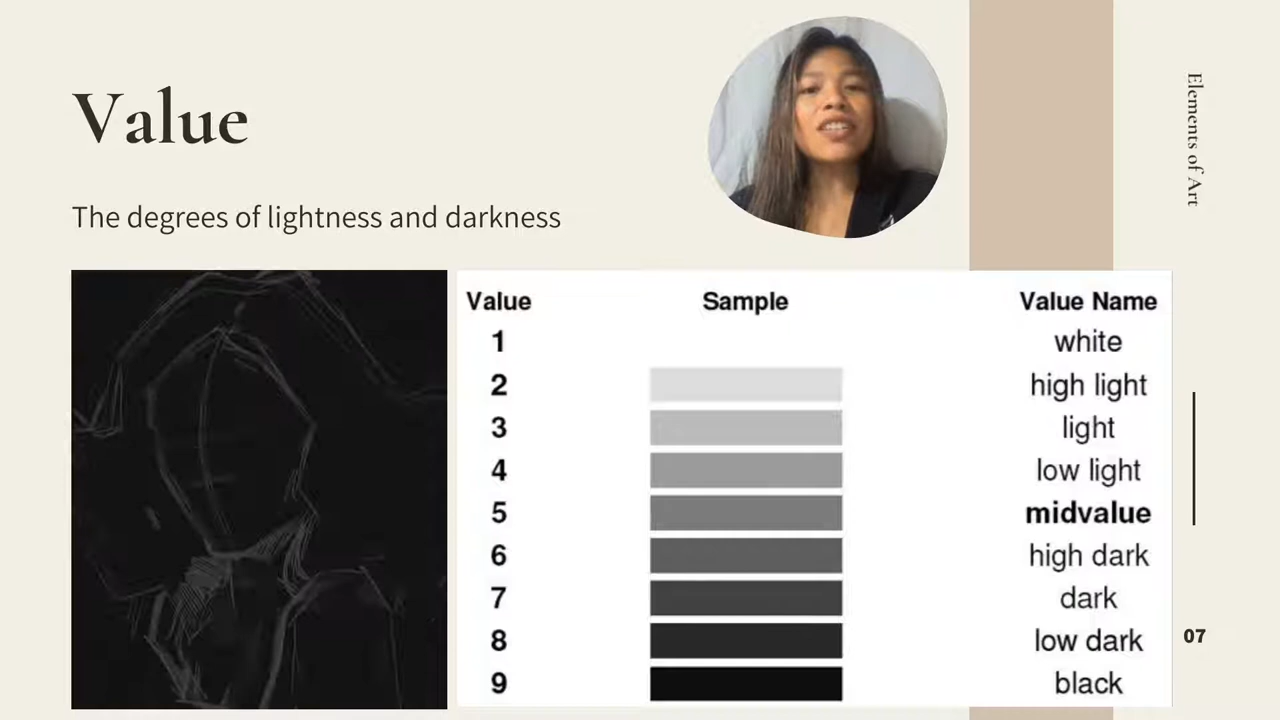 Value
The degrees of lightness and darkness
Elements of Art
Value Sample Value Name
1 white
2 high light
3 light
4 low light
5 midvalue
6 high dark
7 dark
8 low dark
9 black
07